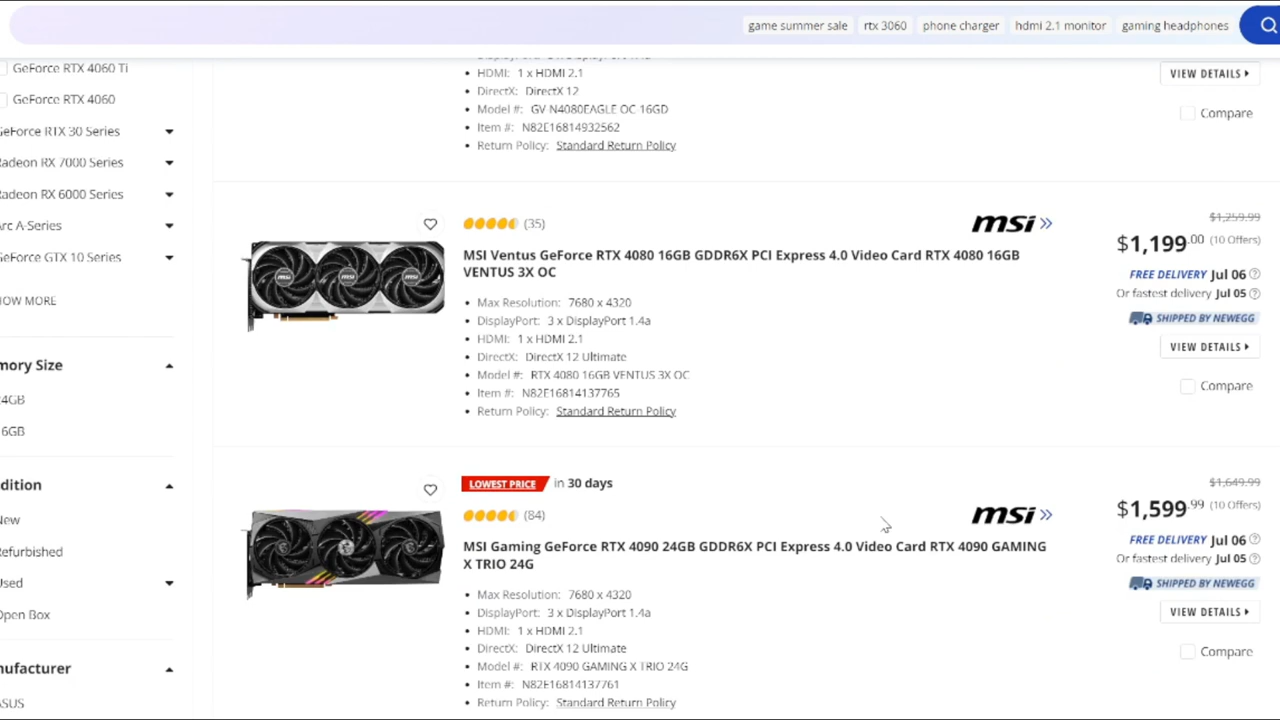 game summer sale
rtx 3060
phone charger
hdmi 2.1 monitor
gaming headphones
GeForce RTX 4060 Ti
GeForce RTX 4060
GeForce RTX 30 Series
Radeon RX 7000 Series
Radeon RX 6000 Series
Arc A-Series
GeForce GTX 10 Series
HOW MORE
mory Size
4GB
6GB
dition
New
Refurbished
Used
Open Box
nufacturer
ASUS
HDMI: 1 x HDMI 2.1
DirectX: DirectX 12
Model #: GV-N4080EAGLE OC-16GD
Item #: N82E16814932562
Return Policy: Standard Return Policy
VIEW DETAILS
Compare
(35)
msi
MSI Ventus GeForce RTX 4080 16GB GDDR6X PCI Express 4.0 Video Card RTX 4080 16GB
VENTUS 3X OC
Max Resolution: 7680 x 4320
DisplayPort: 3 x DisplayPort 1.4a
HDMI: 1 x HDMI 2.1
DirectX: DirectX 12 Ultimate
Model #: RTX 4080 16GB VENTUS 3X OC
Item #: N82E16814137765
Return Policy: Standard Return Policy
$1,259.99
$1,199.00 (10 Offers)
FREE DELIVERY Jul 06
Or fastest delivery Jul 05
SHIPPED BY NEWEGG
VIEW DETAILS
Compare
LOWEST PRICE in 30 days
(84)
msi
MSI Gaming GeForce RTX 4090 24GB GDDR6X PCI Express 4.0 Video Card RTX 4090 GAMING
X TRIO 24G
Max Resolution: 7680 x 4320
DisplayPort: 3 x DisplayPort 1.4a
HDMI: 1 x HDMI 2.1
DirectX: DirectX 12 Ultimate
Model #: RTX 4090 GAMING X TRIO 24G
Item #: N82E16814137761
Return Policy: Standard Return Policy
$1,649.99
$1,599.99 (10 Offers)
FREE DELIVERY Jul 06
Or fastest delivery Jul 05
SHIPPED BY NEWEGG
VIEW DETAILS
Compare